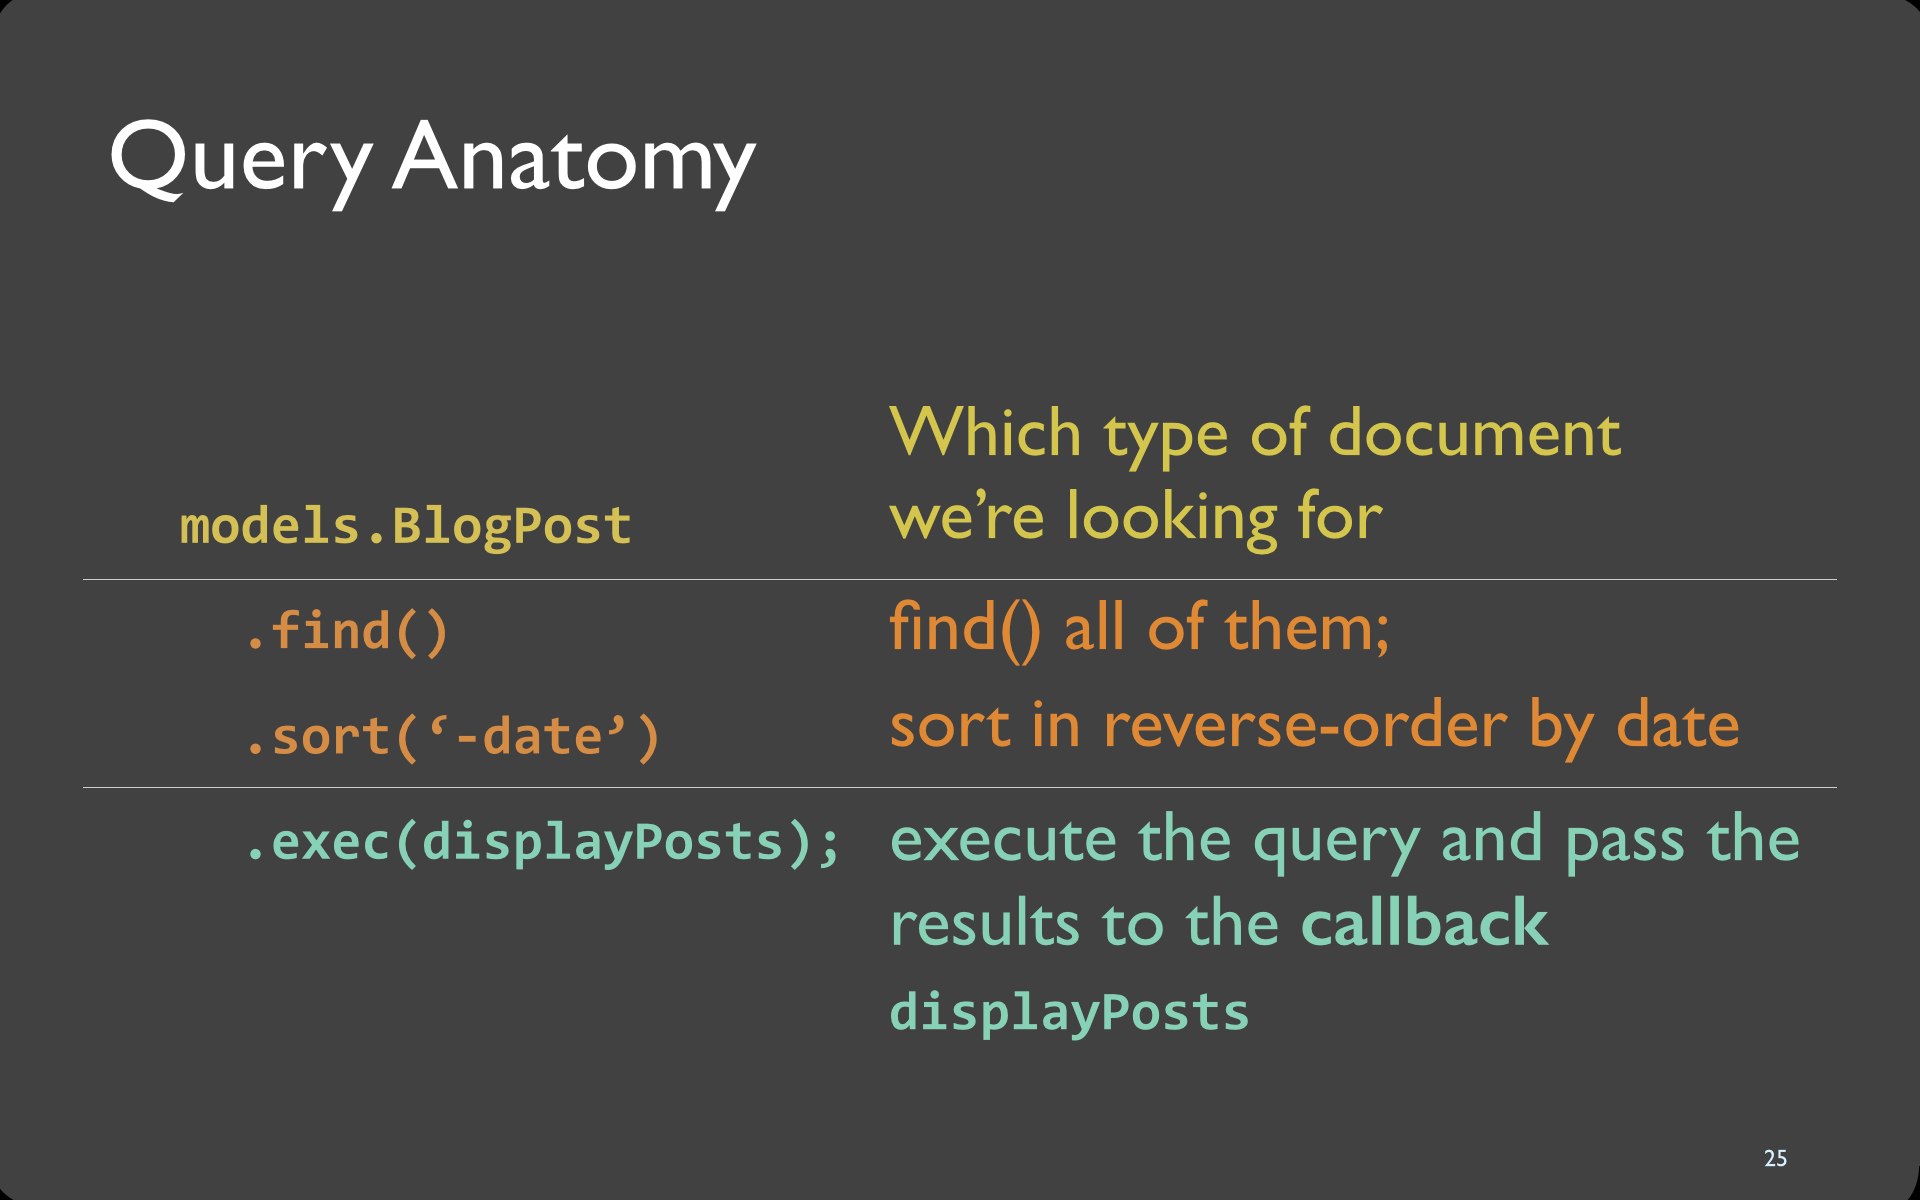 Query Anatomy
Which type of document
we’re looking for
models.BlogPost
.find()
find() all of them;
.sort(‘-date’)
sort in reverse-order by date
.exec(displayPosts);
execute the query and pass the
results to the callback
displayPosts
25